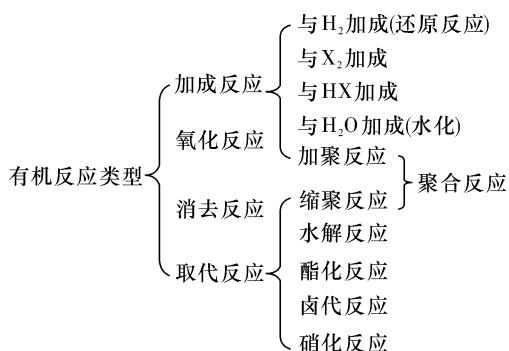 有机反应类型
加成反应
与H₂加成(还原反应)
与X₂加成
与HX加成
与H₂O加成(水化)
加聚反应
氧化反应
消去反应
取代反应
缩聚反应
水解反应
酯化反应
卤代反应
硝化反应
聚合反应